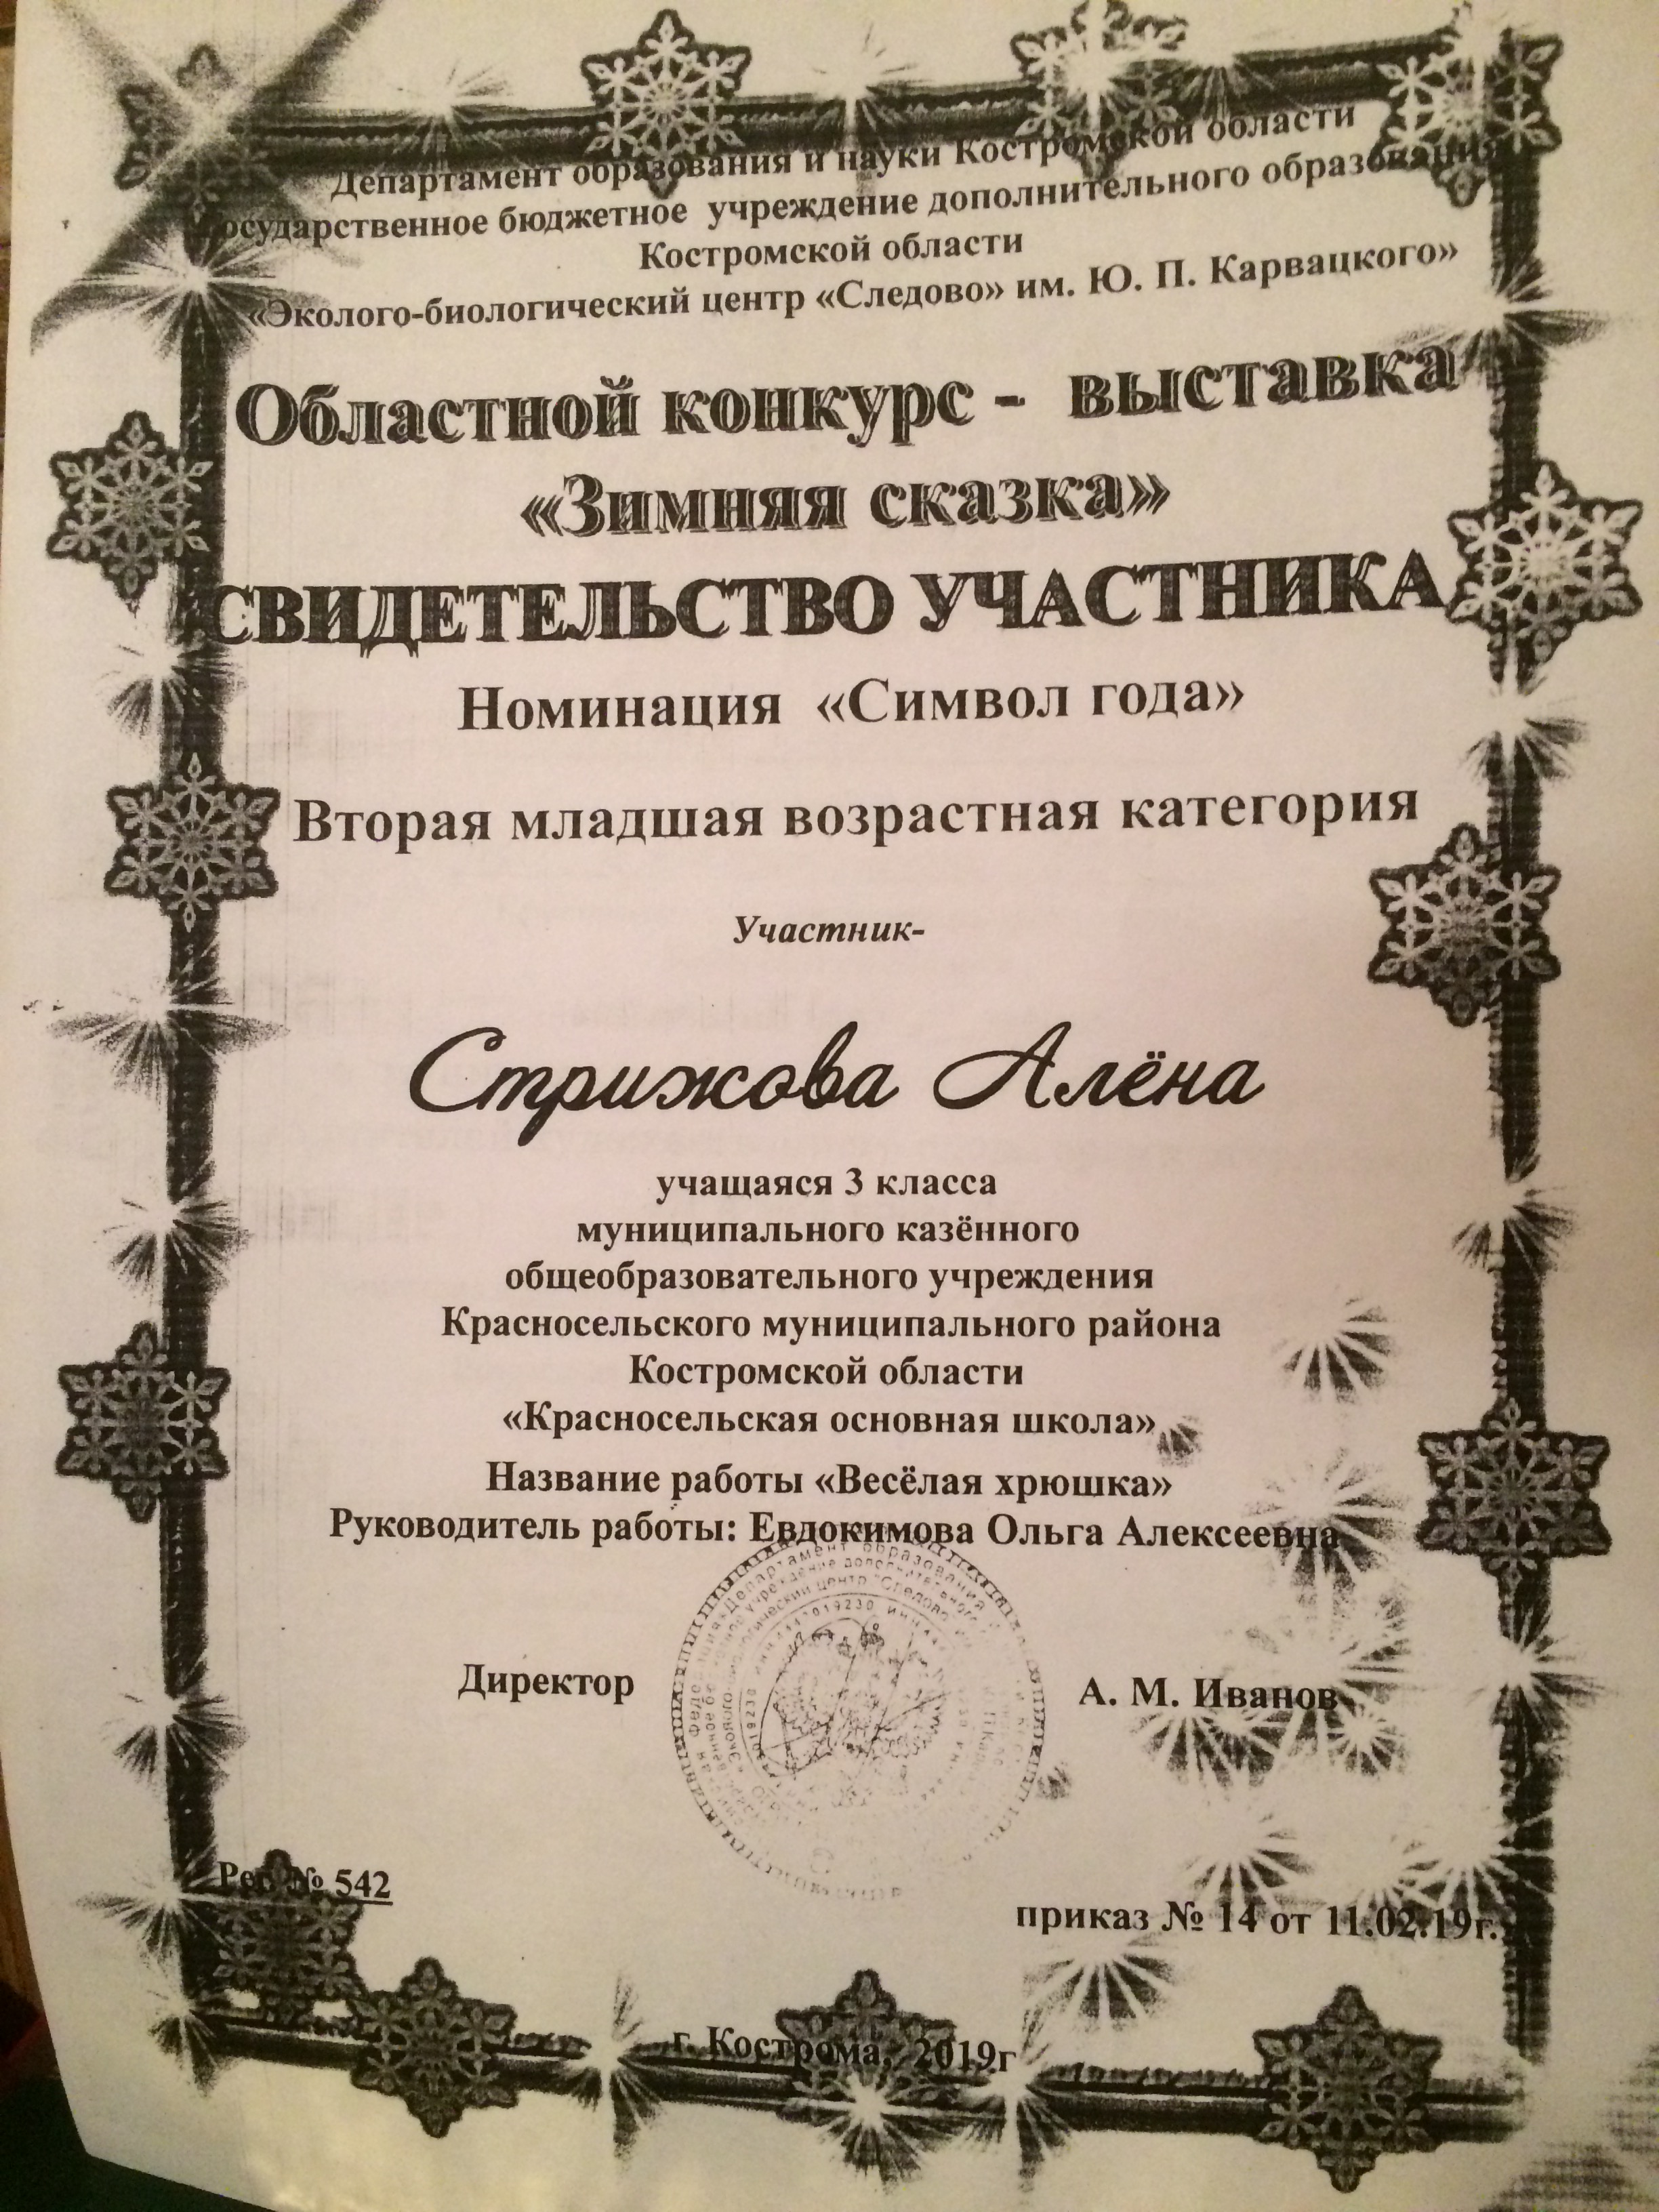 Департамент образования и науки Костромской области
Государственное бюджетное учреждение дополнительного образования
Костромской области
«Эколого-биологический центр «Следово» им. Ю. П. Карвацкого»
Областной конкурс - выставка
«Зимняя сказка»
СВИДЕТЕЛЬСТВО УЧАСТНИКА
Номинация «Символ года»
Вторая младшая возрастная категория
Участник-
Стрижова Алёна
учащаяся 3 класса
муниципального казённого
общеобразовательного учреждения
Красносельского муниципального района
Костромской области
«Красносельская основная школа»
Название работы «Весёлая хрюшка»
Руководитель работы: Евдокимова Ольга Алексеевна
Директор
А. М. Иванов
Рег. № 542
приказ № 14 от 11.02.19г.
г. Кострома, 2019г